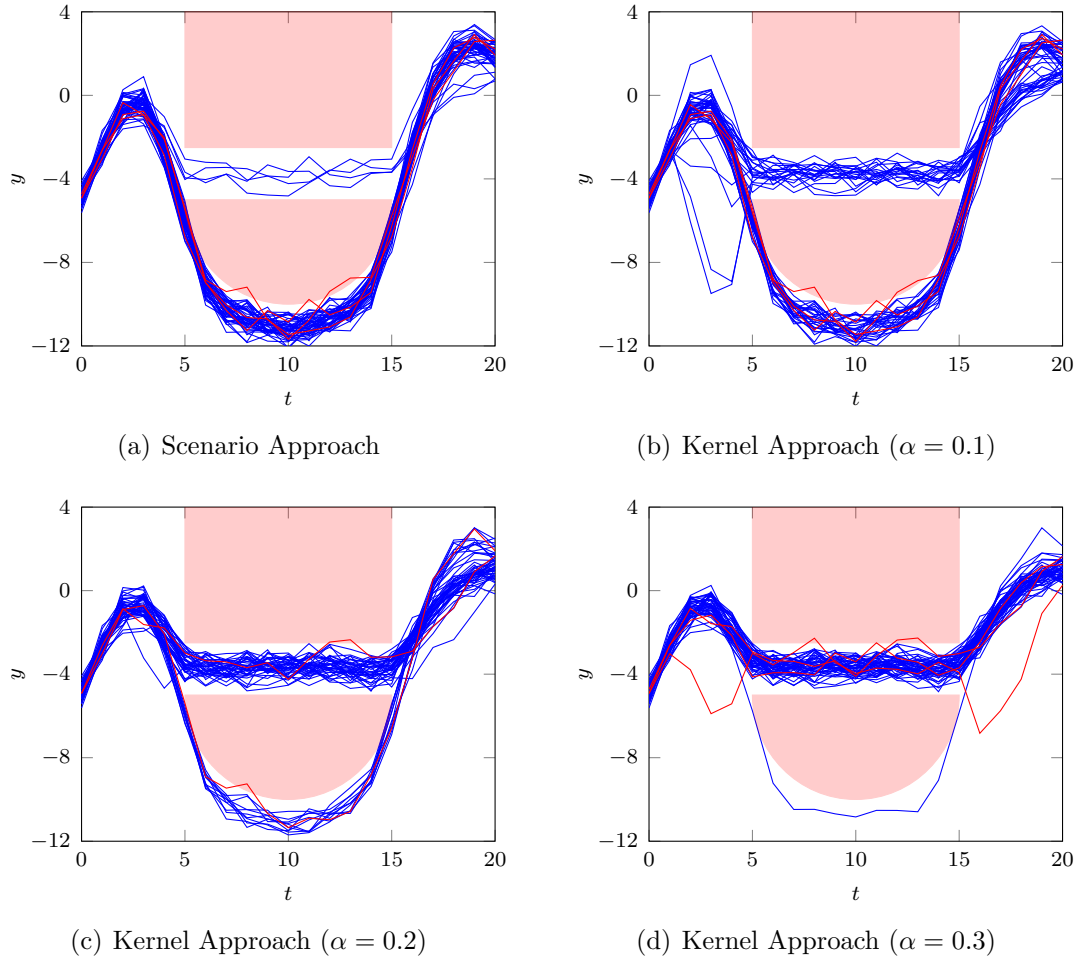 4
0
−4
−8
−12
y
0 5 10 15 20
t
(a) Scenario Approach
4
0
−4
−8
−12
y
0 5 10 15 20
t
(b) Kernel Approach (α = 0.1)
4
0
−4
−8
−12
y
0 5 10 15 20
t
(c) Kernel Approach (α = 0.2)
4
0
−4
−8
−12
y
0 5 10 15 20
t
(d) Kernel Approach (α = 0.3)